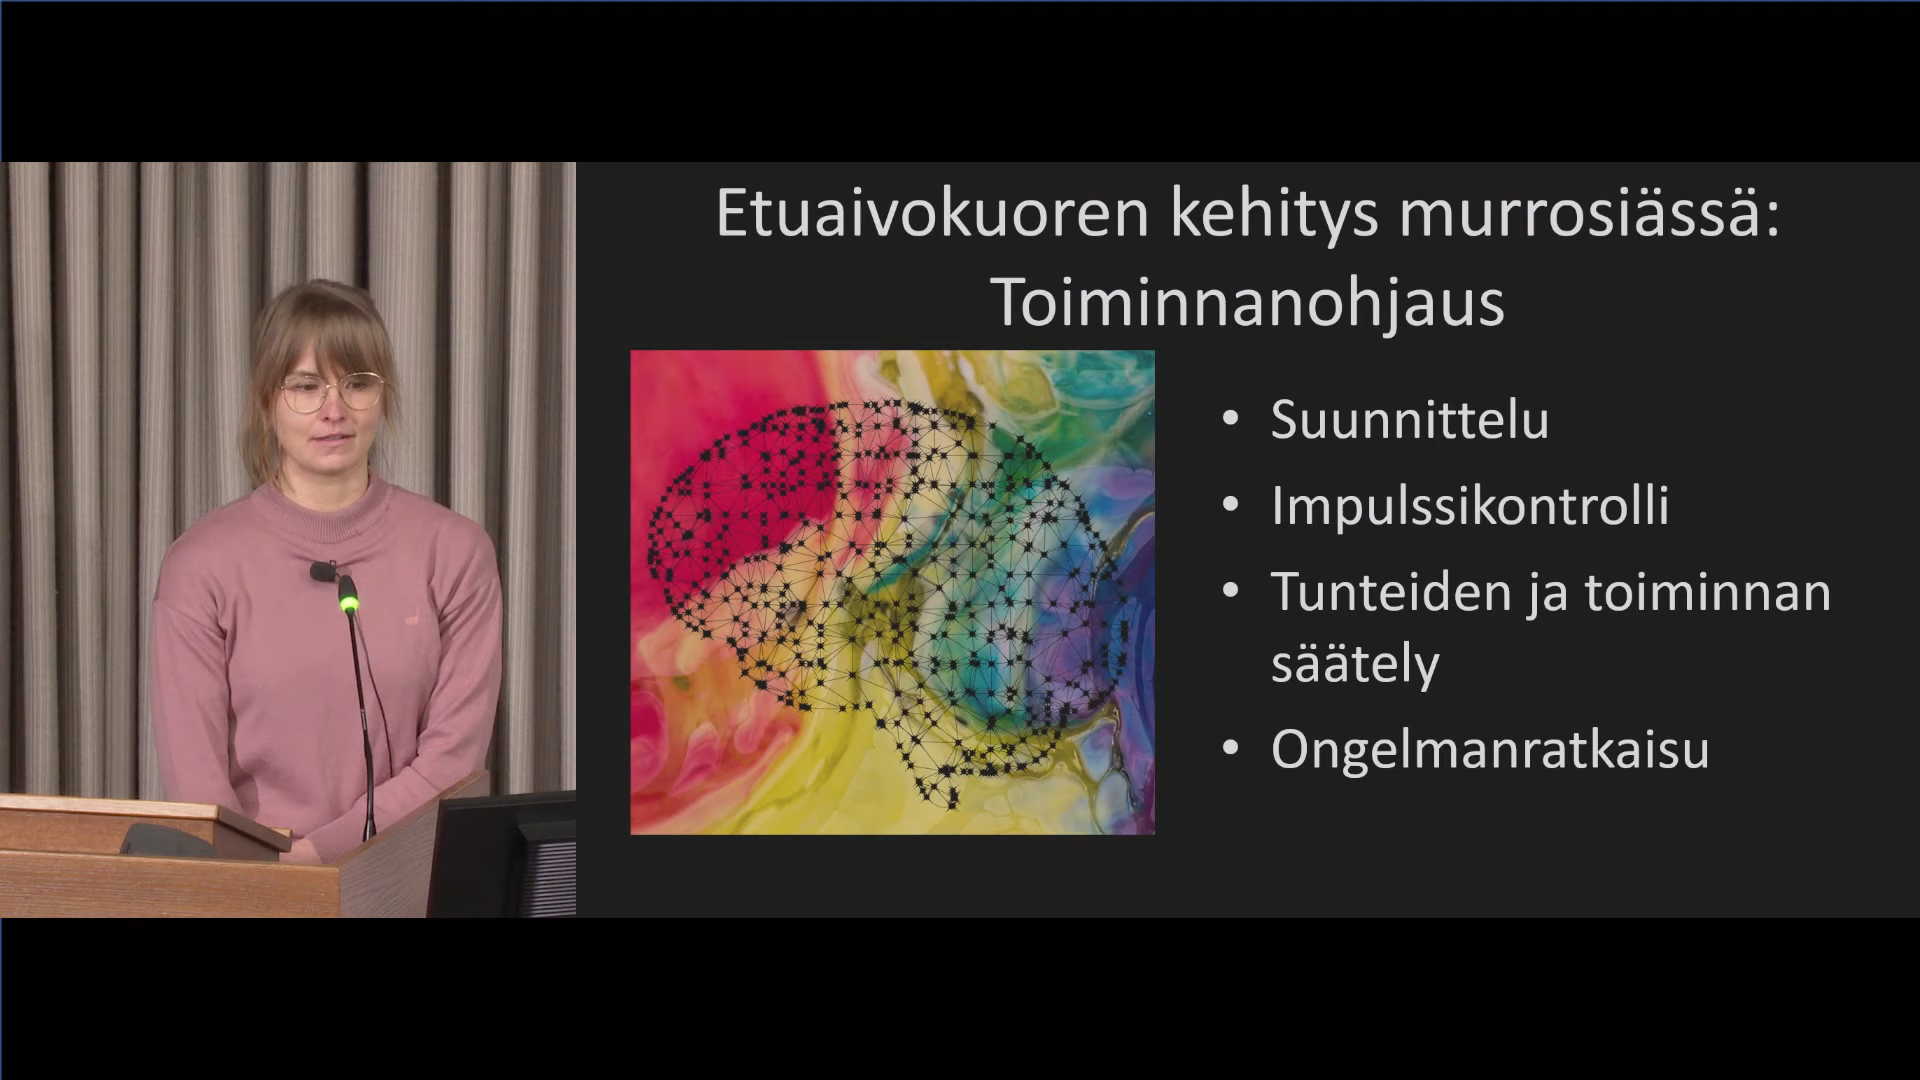 Etuaivokuoren kehitys murrosiässä:
Toiminnanohjaus
• Suunnittelu
• Impulssikontrolli
• Tunteiden ja toiminnan
säätely
• Ongelmanratkaisu